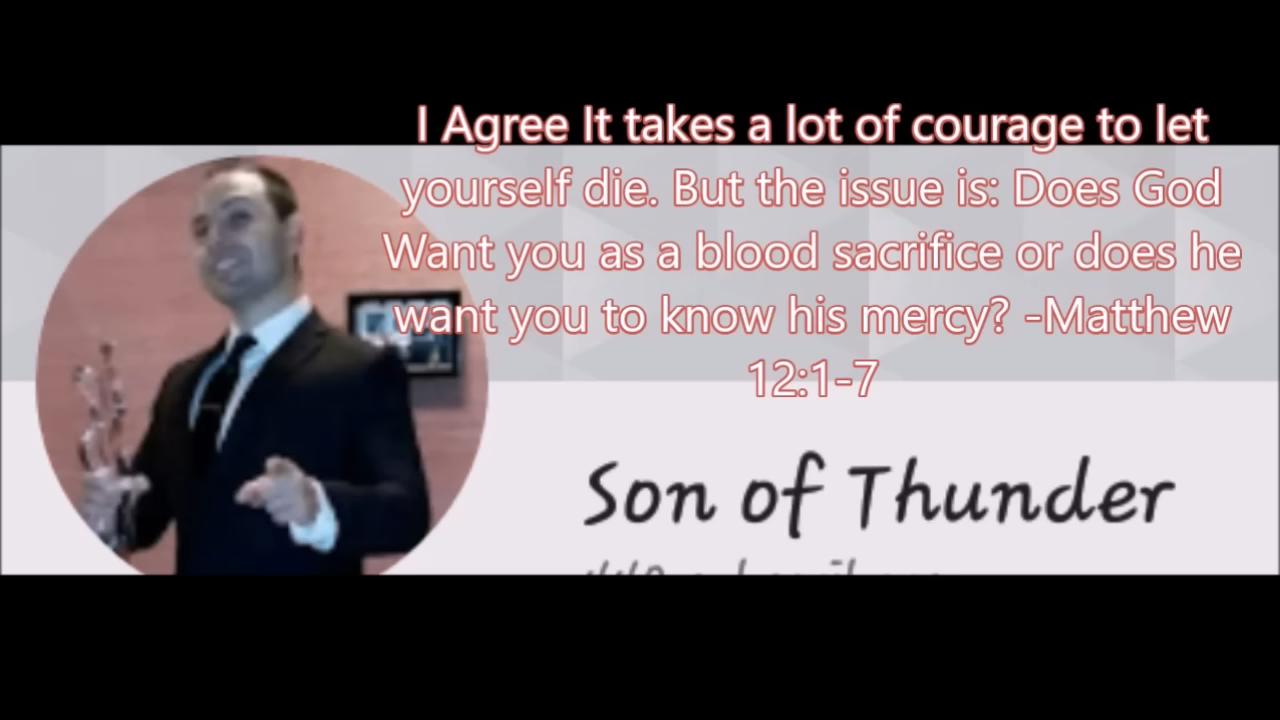 I Agree It takes a lot of courage to let
yourself die. But the issue is: Does God
Want you as a blood sacrifice or does he
want you to know his mercy? -Matthew
12:1-7
Son of Thunder